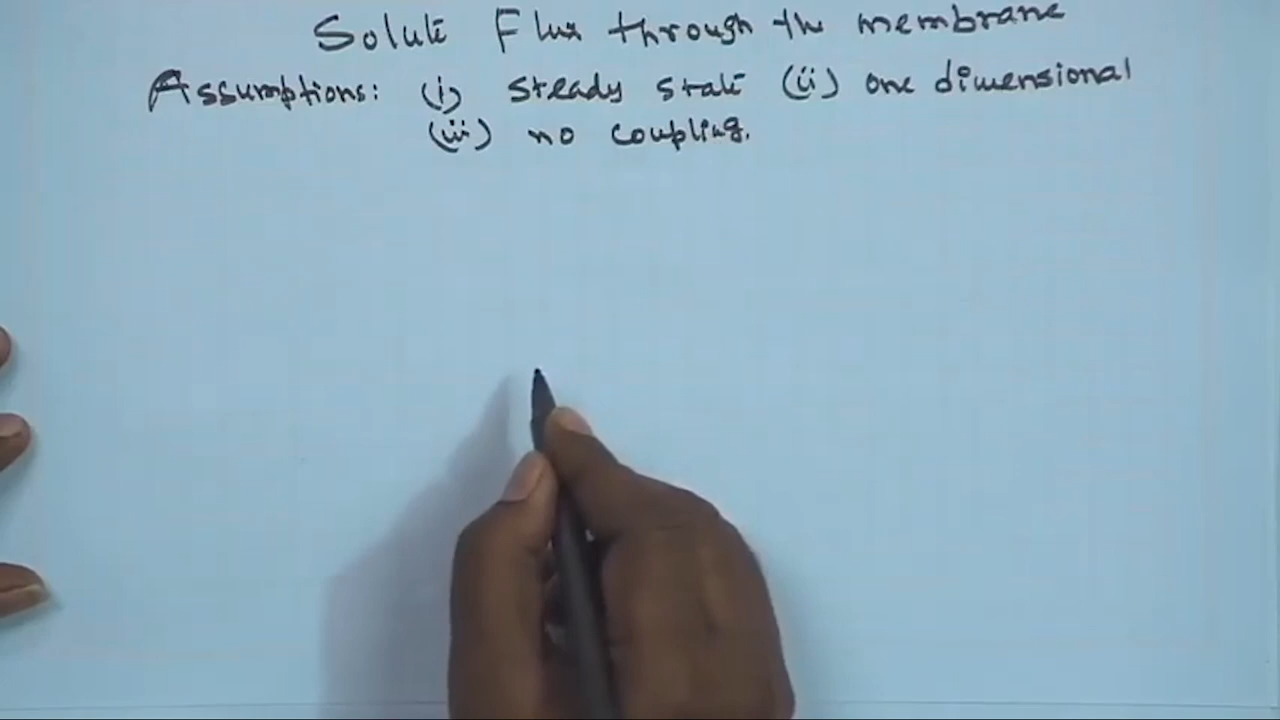 Solute Flux through the membrane
Assumptions: (i) steady state (ii) one dimensional
(iii) no coupling.